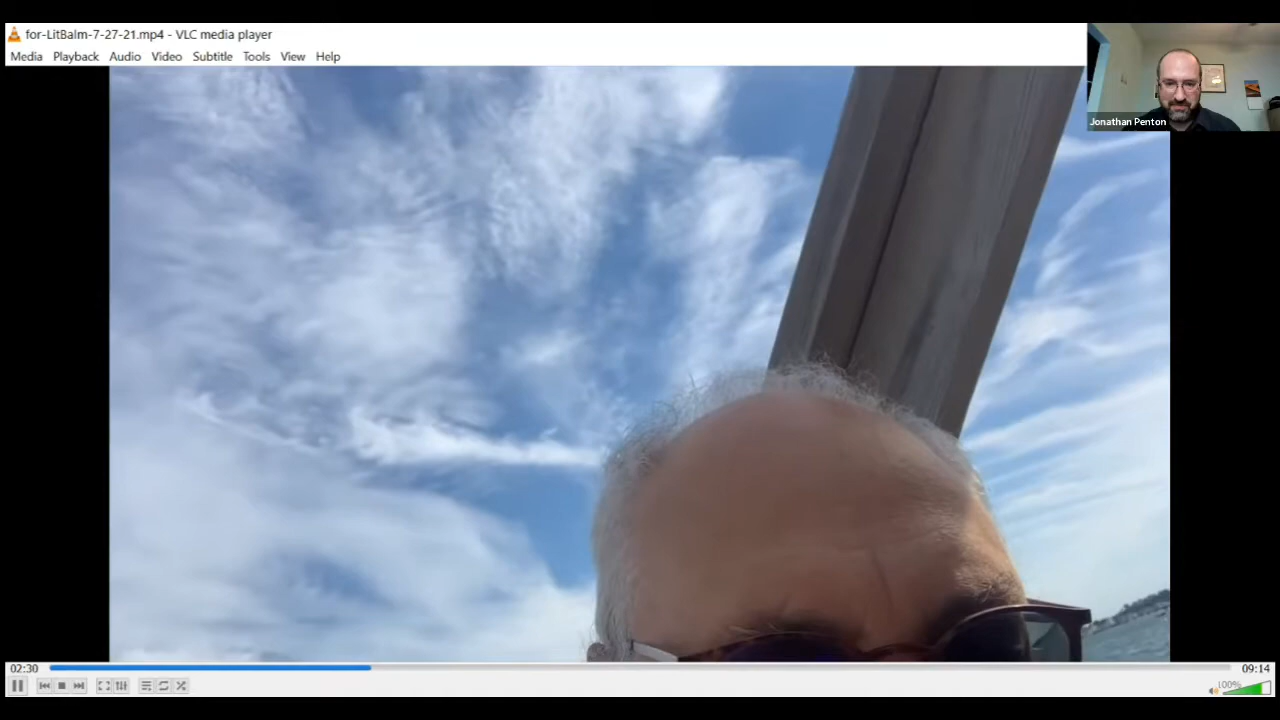 for-LitBalm-7-27-21.mp4 - VLC media player
Media Playback Audio Video Subtitle Tools View Help
Jonathan Penton
02:30
09:14
100%